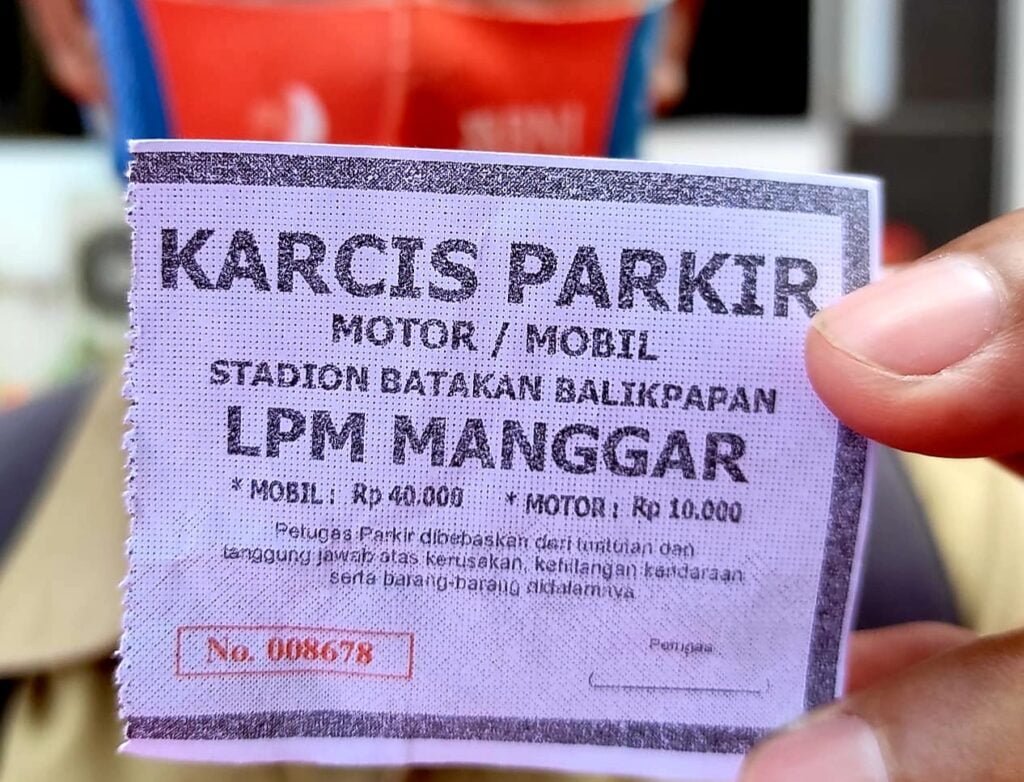 KARCIS PARKIR
MOTOR / MOBIL
STADION BATAKAN BALIKPAPAN
LPM MANGGAR
* MOBIL : Rp 40.000 * MOTOR : Rp 10.000
Petugas Parkir dibebaskan dari tuntutan dan
tanggung jawab atas kerusakan, kehilangan kendaraan
serta barang-barang didalamnya
No. 008678
Petugas